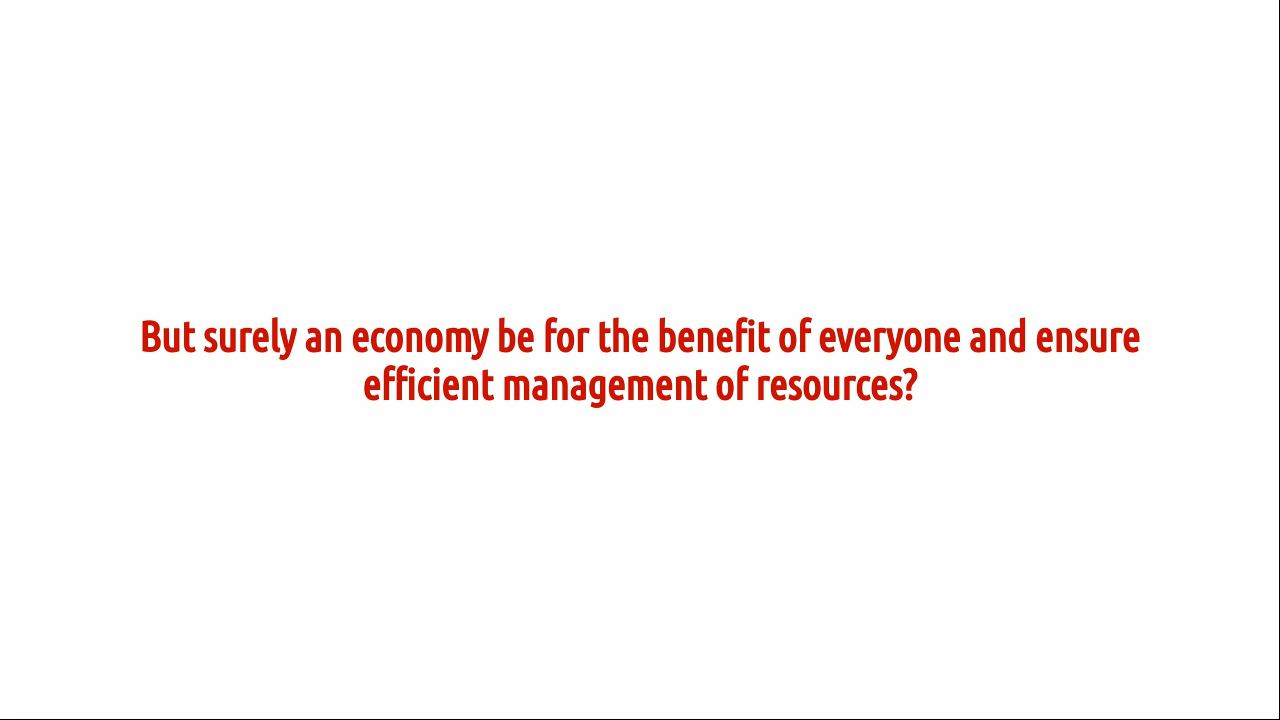 But surely an economy be for the benefit of everyone and ensure
efficient management of resources?